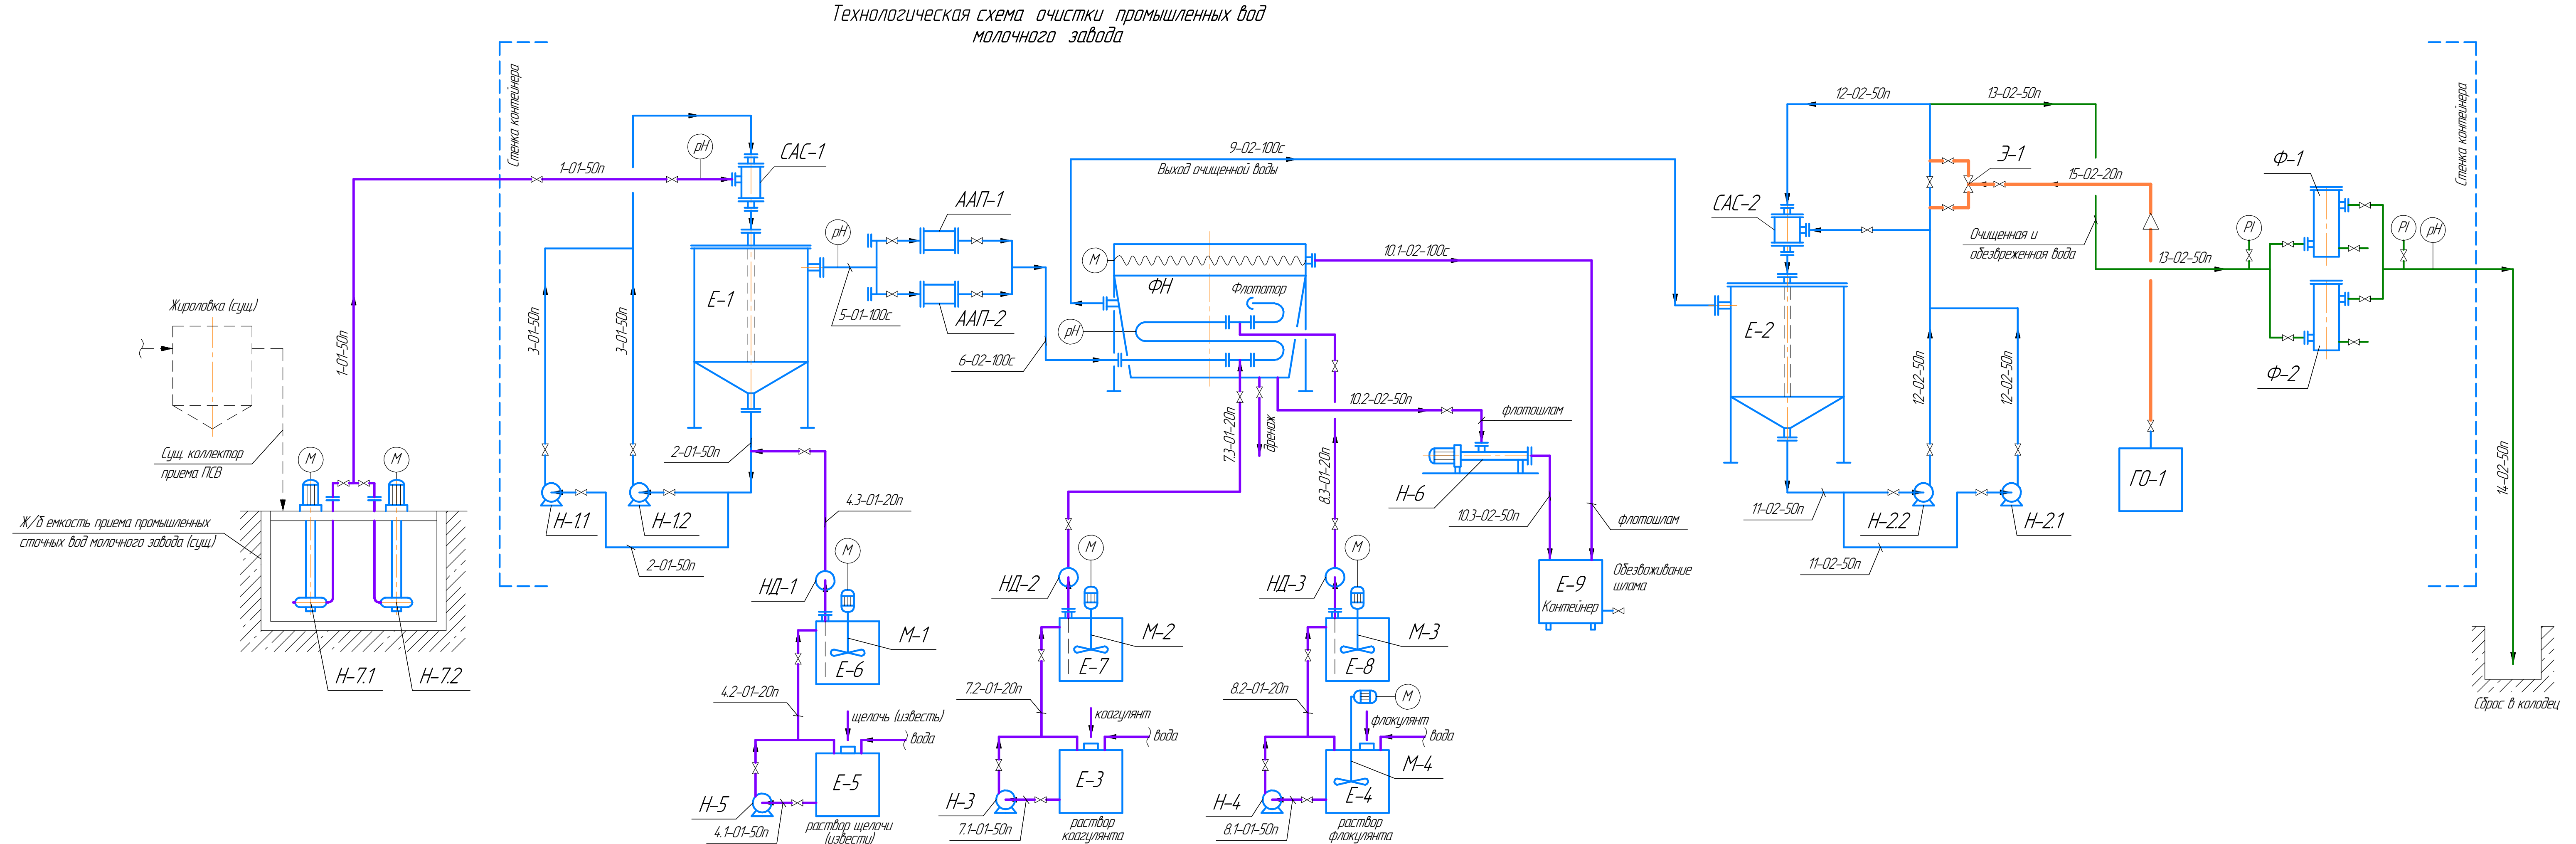 Технологическая схема очистки промышленных вод
молочного завода
Стенка контейнера
1-01-50п
pH
САС-1
3-01-50п
3-01-50п
1-01-50п
Жироловка (сущ.)
Сущ. коллектор
приема ПСВ
М
М
Ж/б емкость приема промышленных
сточных вод молочного завода (сущ.)
Н-7.1
Н-7.2
Е-1
pH
5-01-100с
ААП-1
ААП-2
6-02-100с
2-01-50п
Н-1.1
Н-1.2
2-01-50п
4.3-01-20п
НД-1
М
М-1
Е-6
4.2-01-20п
щелочь (известь)
вода
Е-5
Н-5
4.1-01-50п
раствор щелочи
(извести)
9-02-100с
Выход очищенной воды
М
ФН
Флотатор
pH
10.1-02-100с
7.3-01-20п
дренаж
8.3-01-20п
10.2-02-50п
флотошлам
Н-6
10.3-02-50п
флотошлам
Е-9
Контейнер
Обезвоживание
шлама
НД-2
М
М-2
Е-7
7.2-01-20п
коагулянт
вода
Е-3
Н-3
7.1-01-50п
раствор
коагулянта
НД-3
М
М-3
Е-8
8.2-01-20п
М
флокулянт
вода
М-4
Е-4
Н-4
8.1-01-50п
раствор
флокулянта
12-02-50п
13-02-50п
САС-2
Э-1
15-02-20п
Очищенная и
обезвреженная вода
Е-2
12-02-50п
12-02-50п
11-02-50п
Н-2.2
Н-2.1
11-02-50п
ГО-1
13-02-50п
PI
Ф-1
Ф-2
PI
pH
Стенка контейнера
14-02-50п
Сброс в колодец